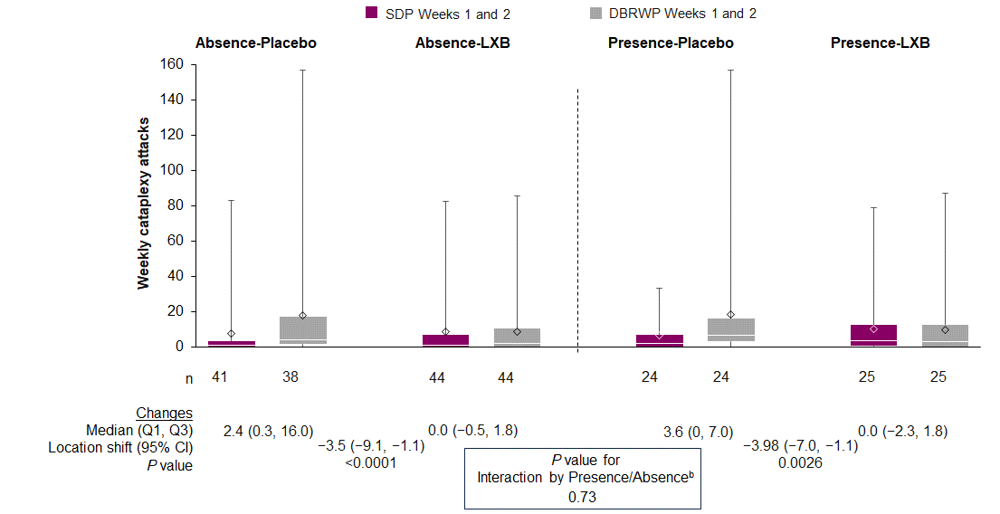 SDP Weeks 1 and 2 DBRWP Weeks 1 and 2
Absence-Placebo Absence-LXB Presence-Placebo Presence-LXB
Weekly cataplexy attacks
160
140
120
100
80
60
40
20
0
n 41 38 44 44 24 24 25 25
Changes
Median (Q1, Q3) 2.4 (0.3, 16.0) 0.0 (−0.5, 1.8) 3.6 (0, 7.0) 0.0 (−2.3, 1.8)
Location shift (95% CI) −3.5 (−9.1, −1.1) −3.98 (−7.0, −1.1)
P value <0.0001 0.0026
P value for
Interaction by Presence/Absenceᵇ
0.73